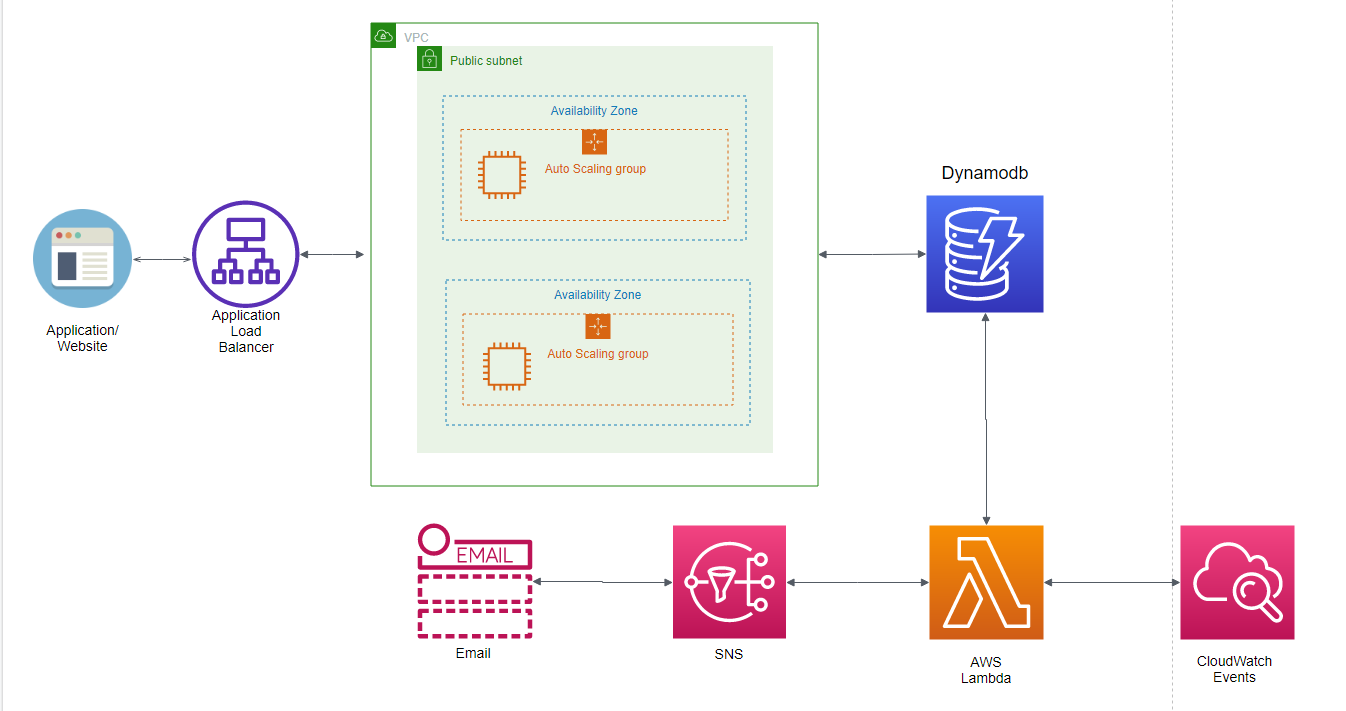 VPC
Public subnet
Availability Zone
Auto Scaling group
Availability Zone
Auto Scaling group
Application/
Website
Application
Load
Balancer
Dynamodb
EMAIL
Email
SNS
AWS
Lambda
CloudWatch
Events